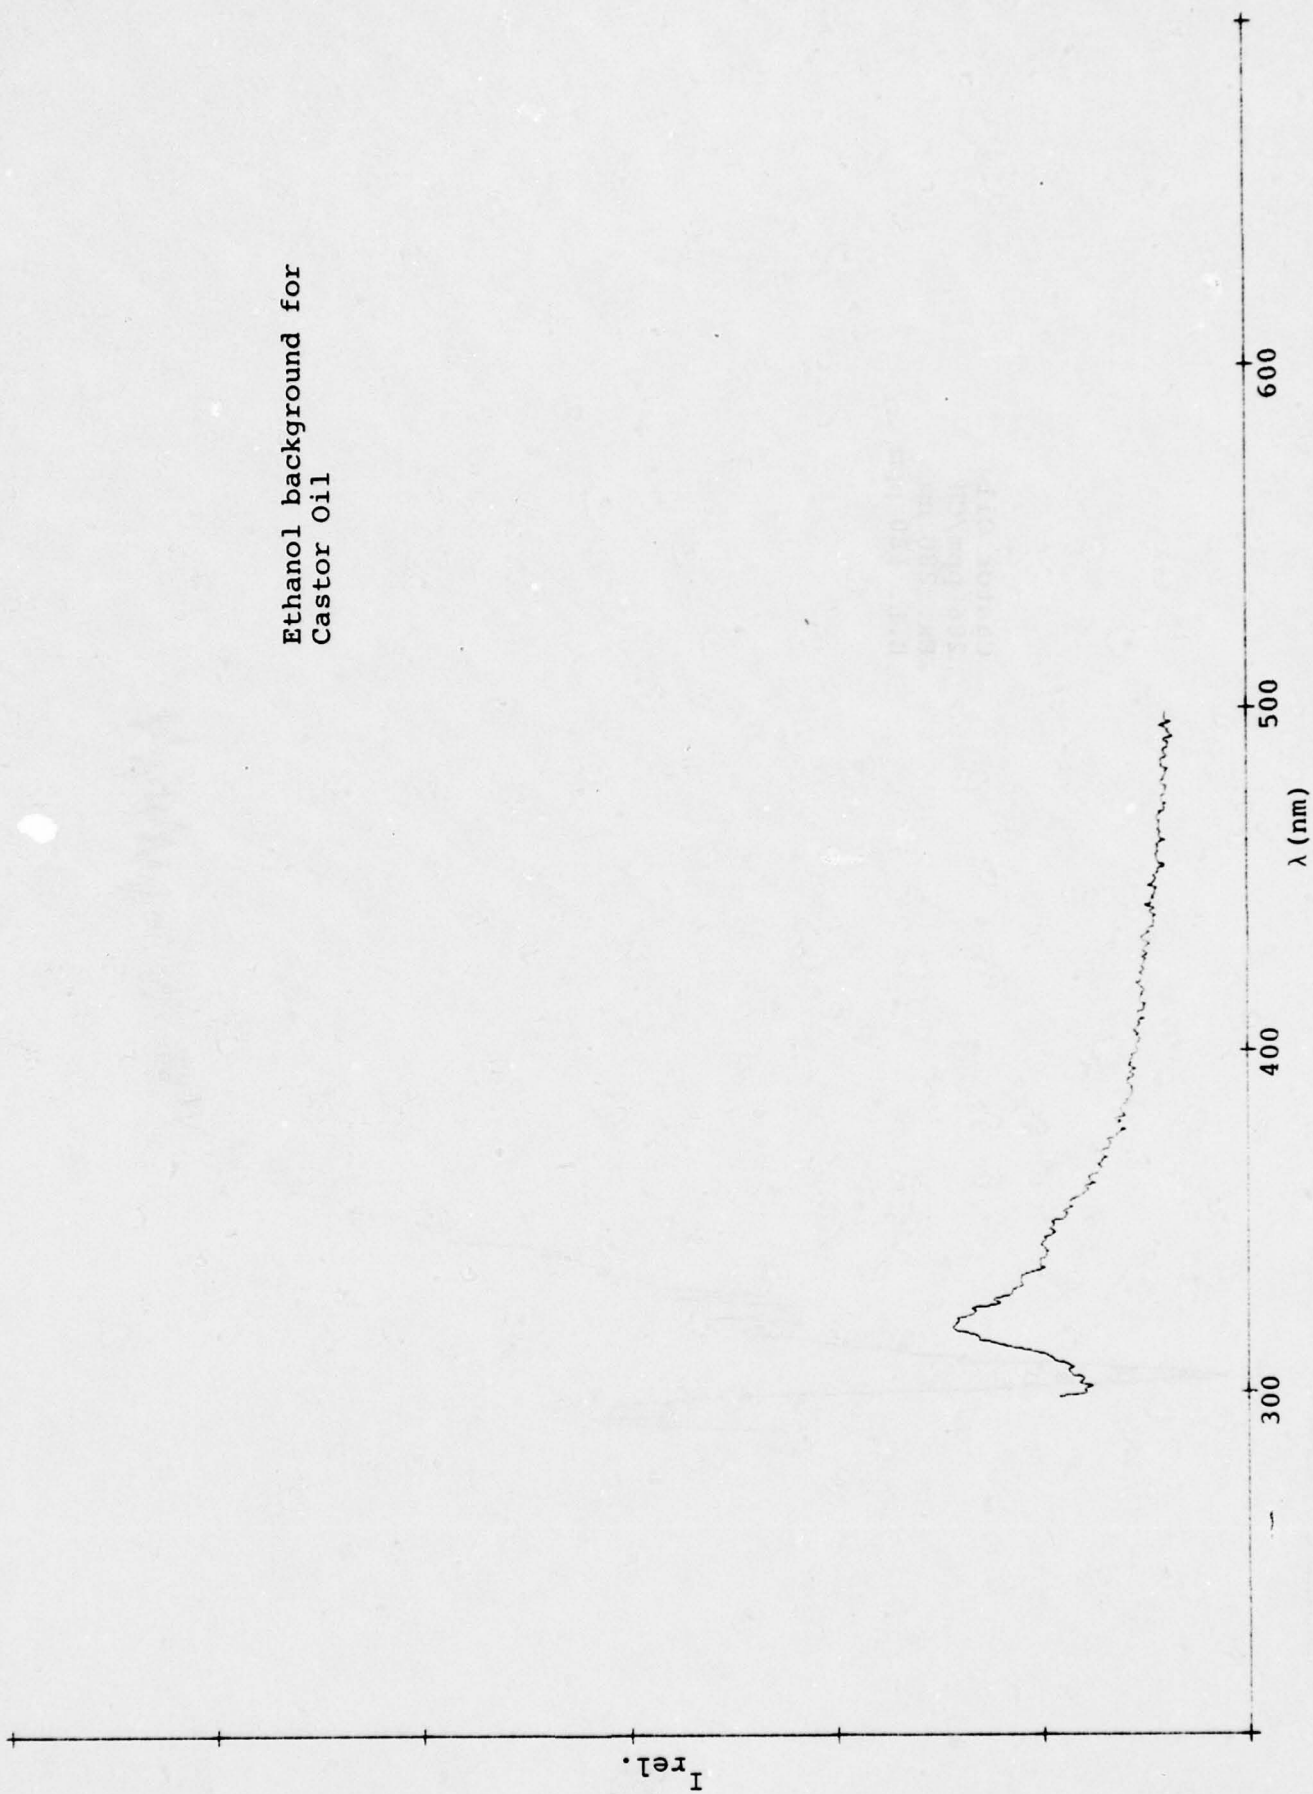 Ethanol background for
Castor Oil
I rel.
300 400 500 600
λ (nm)